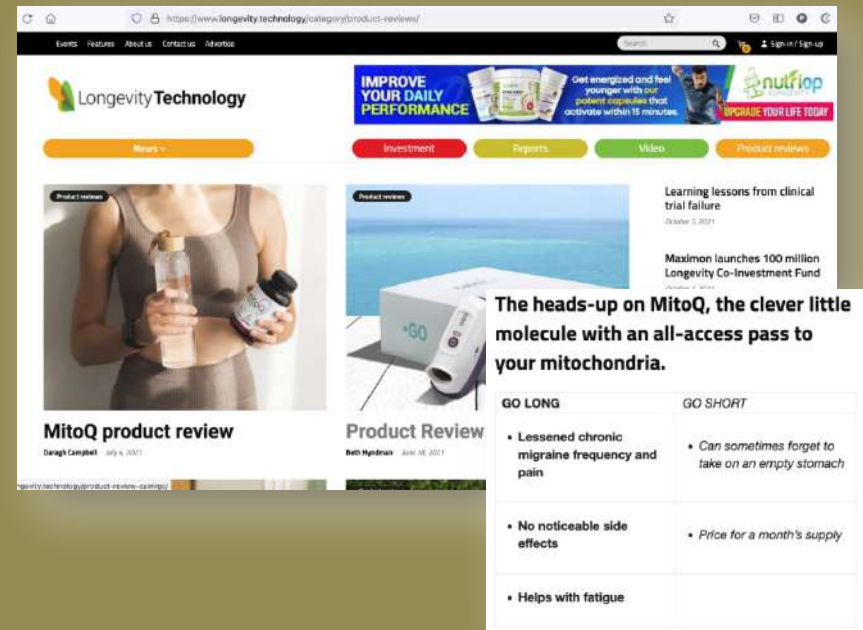 https://www.longevity.technology/category/product-reviews/
Events Features About us Contact us Advertise
Search
Sign-in / Sign-up
Longevity Technology
IMPROVE
YOUR DAILY
PERFORMANCE
Get energized and feel
younger with our
potent capsules that
activate within 15 minutes.
nutriop
LONGEVITY
UPGRADE YOUR LIFE TODAY
News
Investment
Reports
Video
Product reviews
Product reviews
MitoQ
MitoQ product review
Daragh Campbell - July 4, 2021
Product reviews
+GO
Product Review
Beth Hyndman - June 18, 2021
Learning lessons from clinical
trial failure
October 7, 2021
Maximon launches 100 million
Longevity Co-Investment Fund
The heads-up on MitoQ, the clever little
molecule with an all-access pass to
your mitochondria.
GO LONG
GO SHORT
• Lessened chronic
migraine frequency and
pain
• Can sometimes forget to
take on an empty stomach
• No noticeable side
effects
• Price for a month's supply
• Helps with fatigue